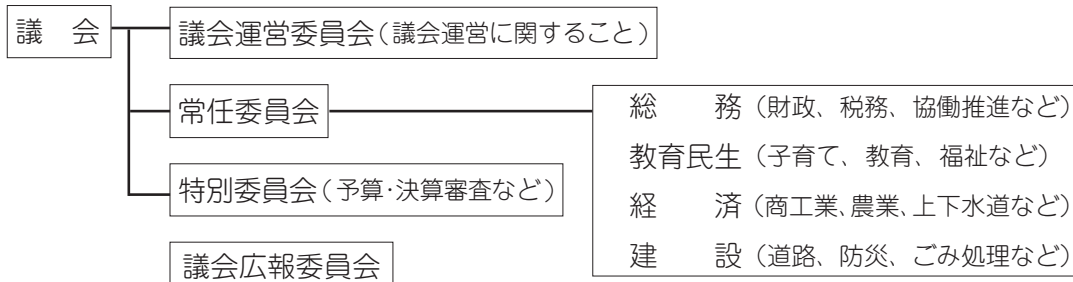 議　会
議会運営委員会(議会運営に関すること)
常任委員会
総　　務(財政、税務、協働推進など)
教育民生(子育て、教育、福祉など)
経　　済(商工業、農業、上下水道など)
建　　設(道路、防災、ごみ処理など)
特別委員会(予算・決算審査など)
議会広報委員会